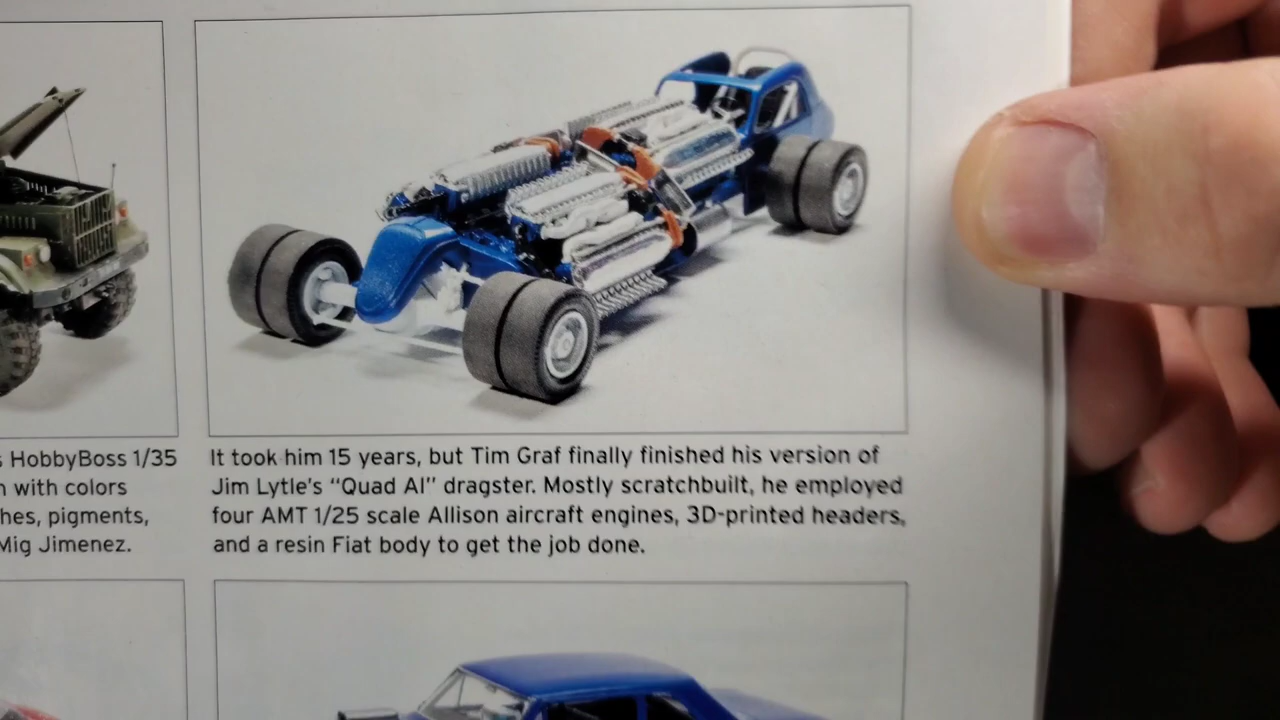 s HobbyBoss 1/35
n with colors
hes, pigments,
Mig Jimenez.
It took him 15 years, but Tim Graf finally finished his version of
Jim Lytle's “Quad Al” dragster. Mostly scratchbuilt, he employed
four AMT 1/25 scale Allison aircraft engines, 3D-printed headers,
and a resin Fiat body to get the job done.